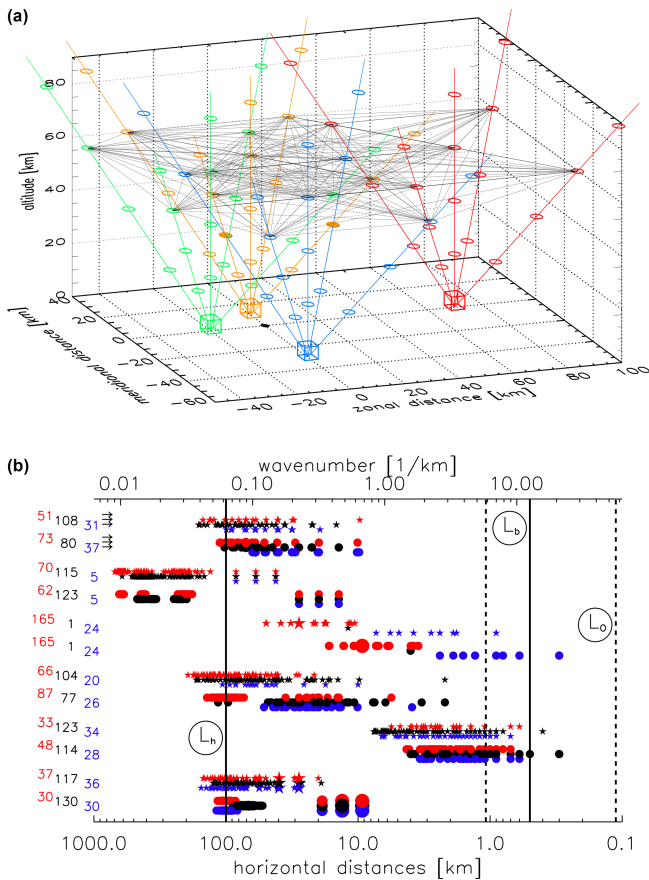 (a)
altitude [km]
80
60
40
20
0
meridional distance [km]
40
20
0
−20
−40
−60
−40
−20
0
20
40
60
80
100
zonal distance [km]
(b)
wavenumber [1/km]
0.01 0.10 1.00 10.00
51 108 31
73 80 37
70 115 5
62 123 5
165 1 24
165 1 24
66 104 20
87 77 26
33 123 34
48 114 28
37 117 36
30 130 30
L_b
L_0
L_h
1000.0 100.0 10.0 1.0 0.1
horizontal distances [km]